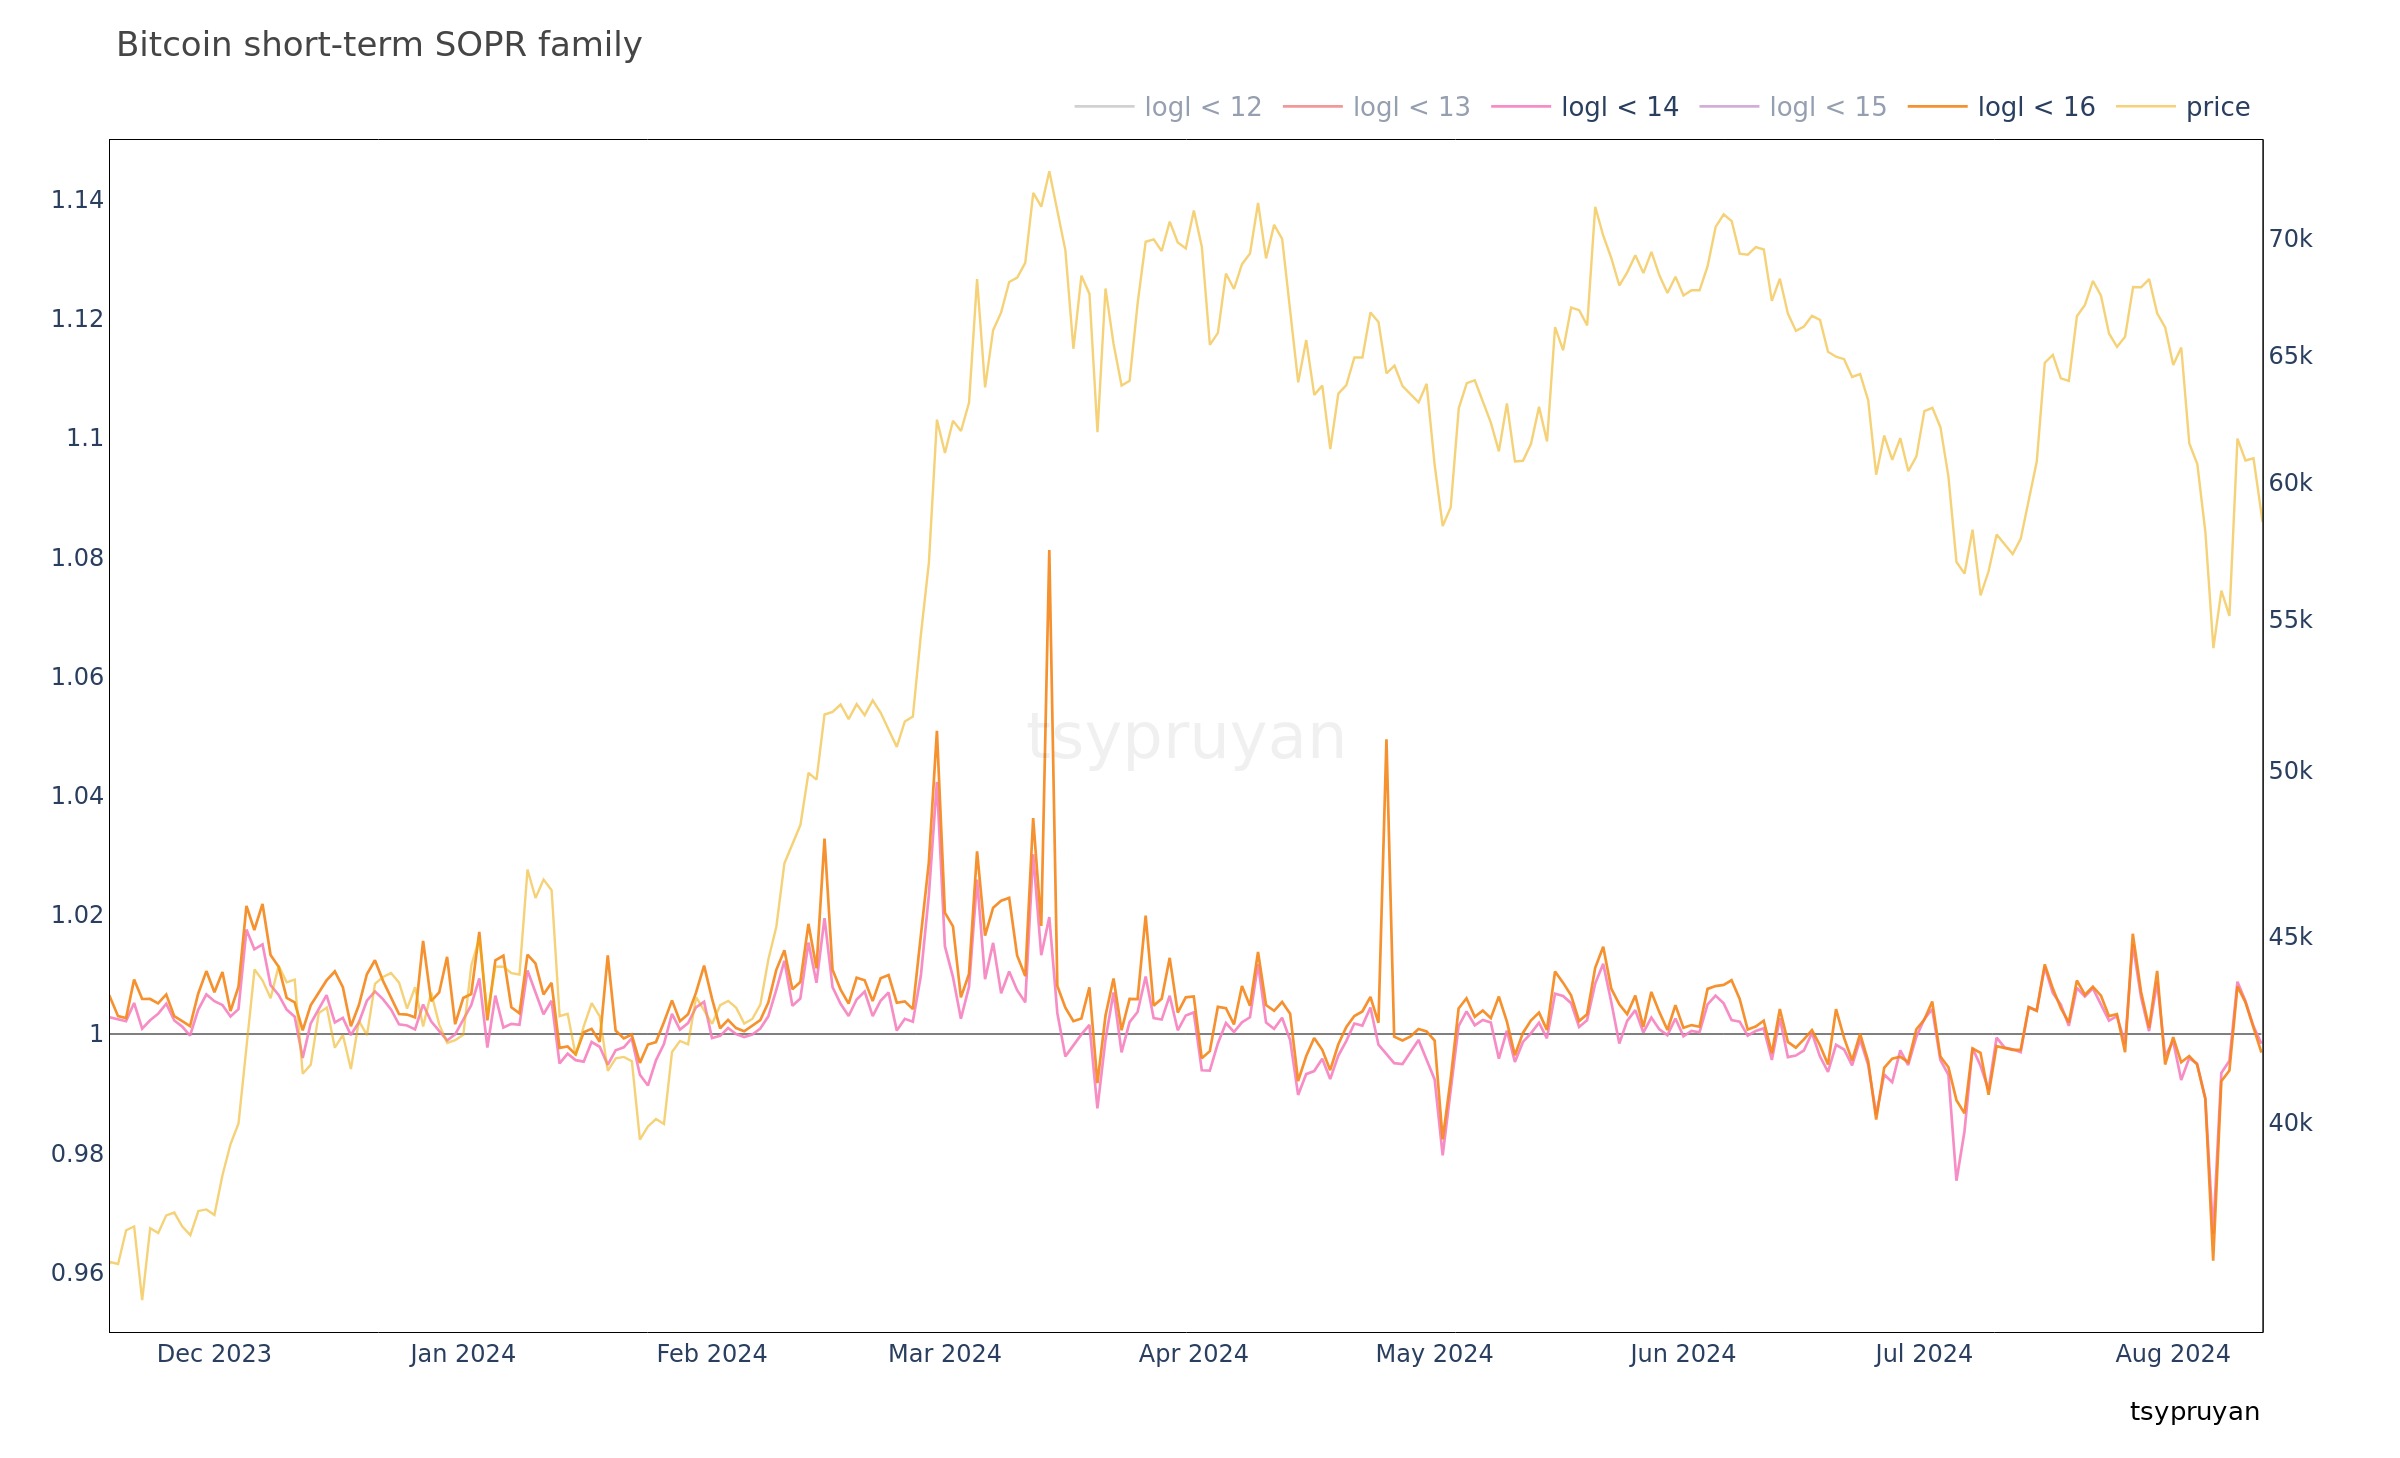 Bitcoin short-term SOPR family
logl < 12 logl < 13 logl < 14 logl < 15 logl < 16 price
1.14
1.12
1.1
1.08
1.06
1.04
1.02
1
0.98
0.96
70k
65k
60k
55k
50k
45k
40k
tsypruyan
Dec 2023 Jan 2024 Feb 2024 Mar 2024 Apr 2024 May 2024 Jun 2024 Jul 2024 Aug 2024
tsypruyan